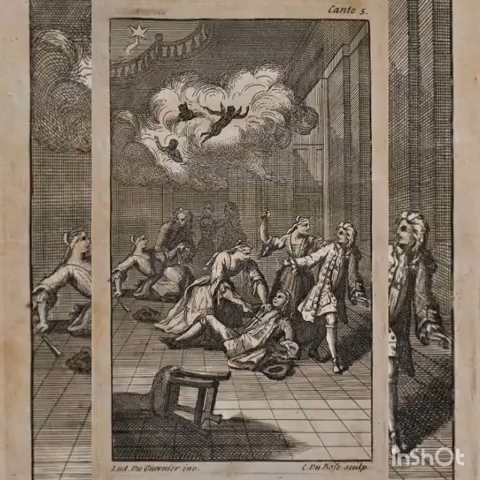 Canto 5.
Lud. Du Guernier inv.
C. Du Bosc sculp.
InShOt